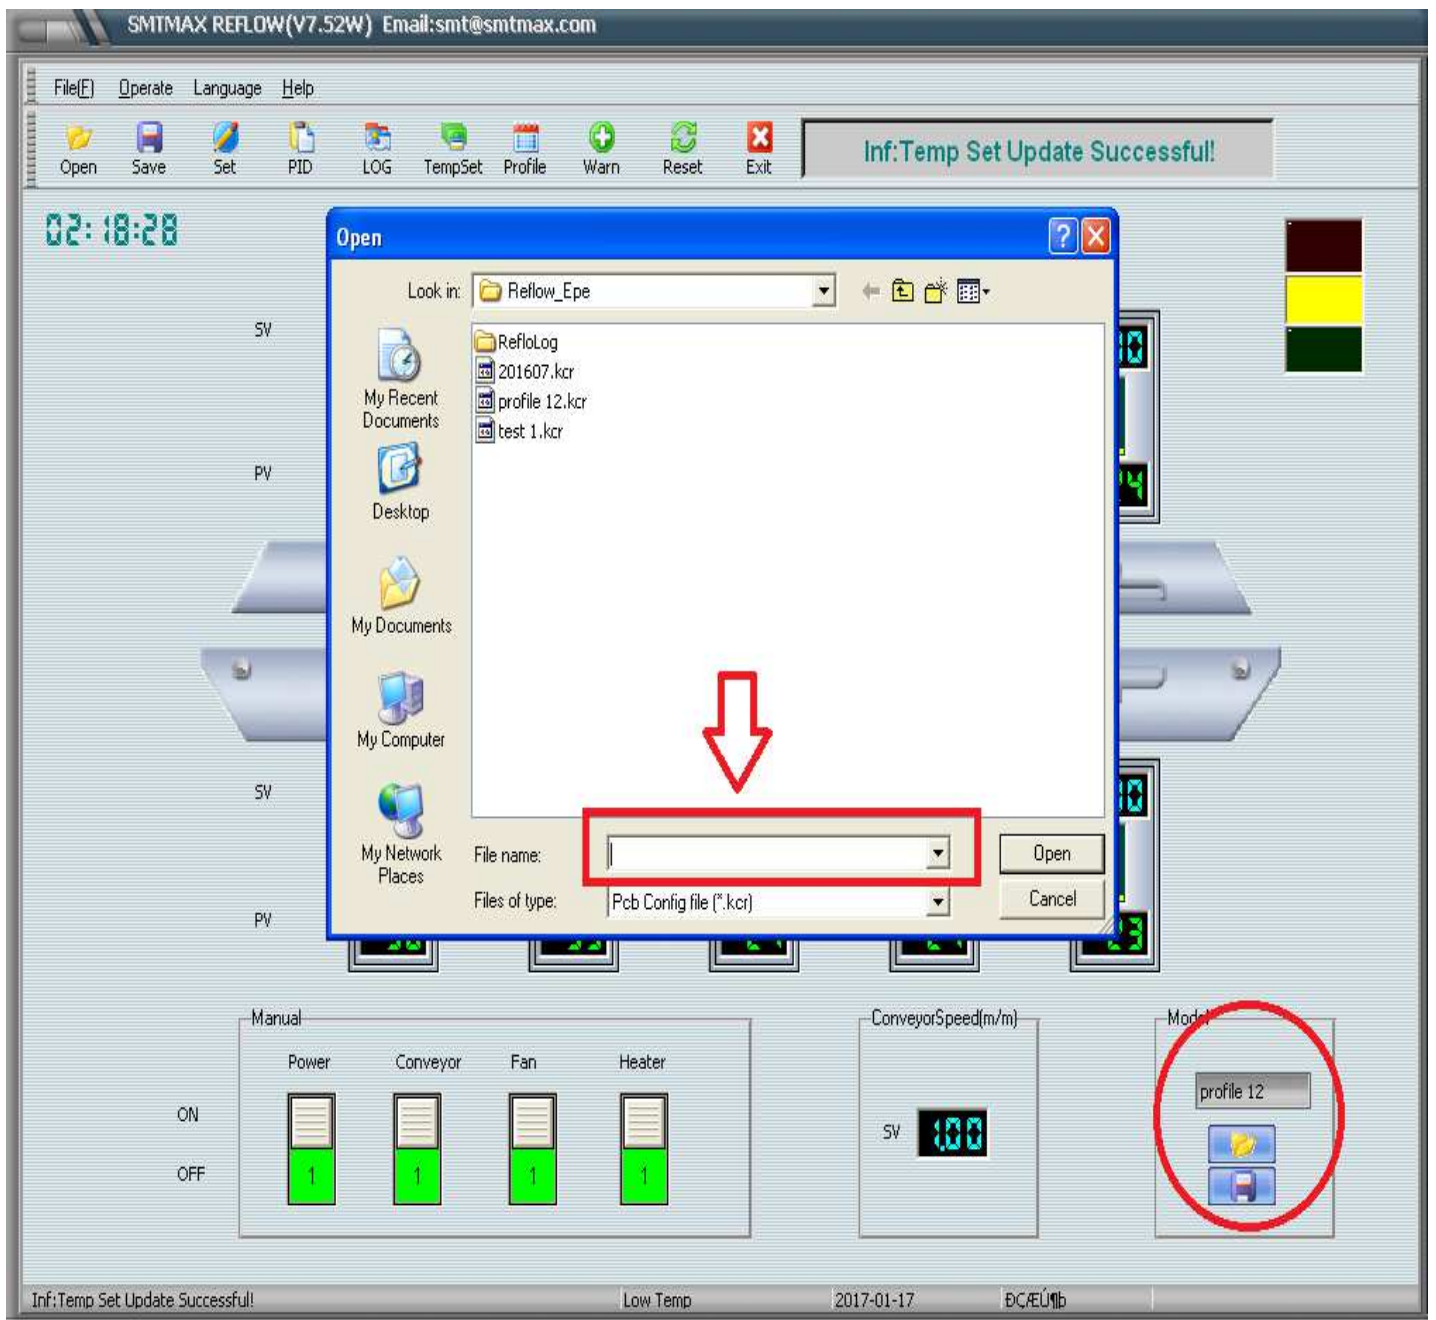 SMTMAX REFLOW(V7.52W) Email:smt@smtmax.com
File(F) Operate Language Help
Open Save Set PID LOG TempSet Profile Warn Reset Exit
Inf:Temp Set Update Successful!
02:18:28
Open
Look in: Reflow_Epe
RefloLog
201607.kcr
profile 12.kcr
test 1.kcr
My Recent
Documents
Desktop
My Documents
My Computer
My Network
Places
File name:
Open
Files of type: Pcb Config file (*.kcr)
Cancel
SV
PV
SV
PV
23
Manual
Power Conveyor Fan Heater
ON
OFF
1 1 1 1
ConveyorSpeed(m/m)
SV 1.00
Model
profile 12
Inf:Temp Set Update Successful! Low Temp 2017-01-17 ÐÇÆÚ¶þ